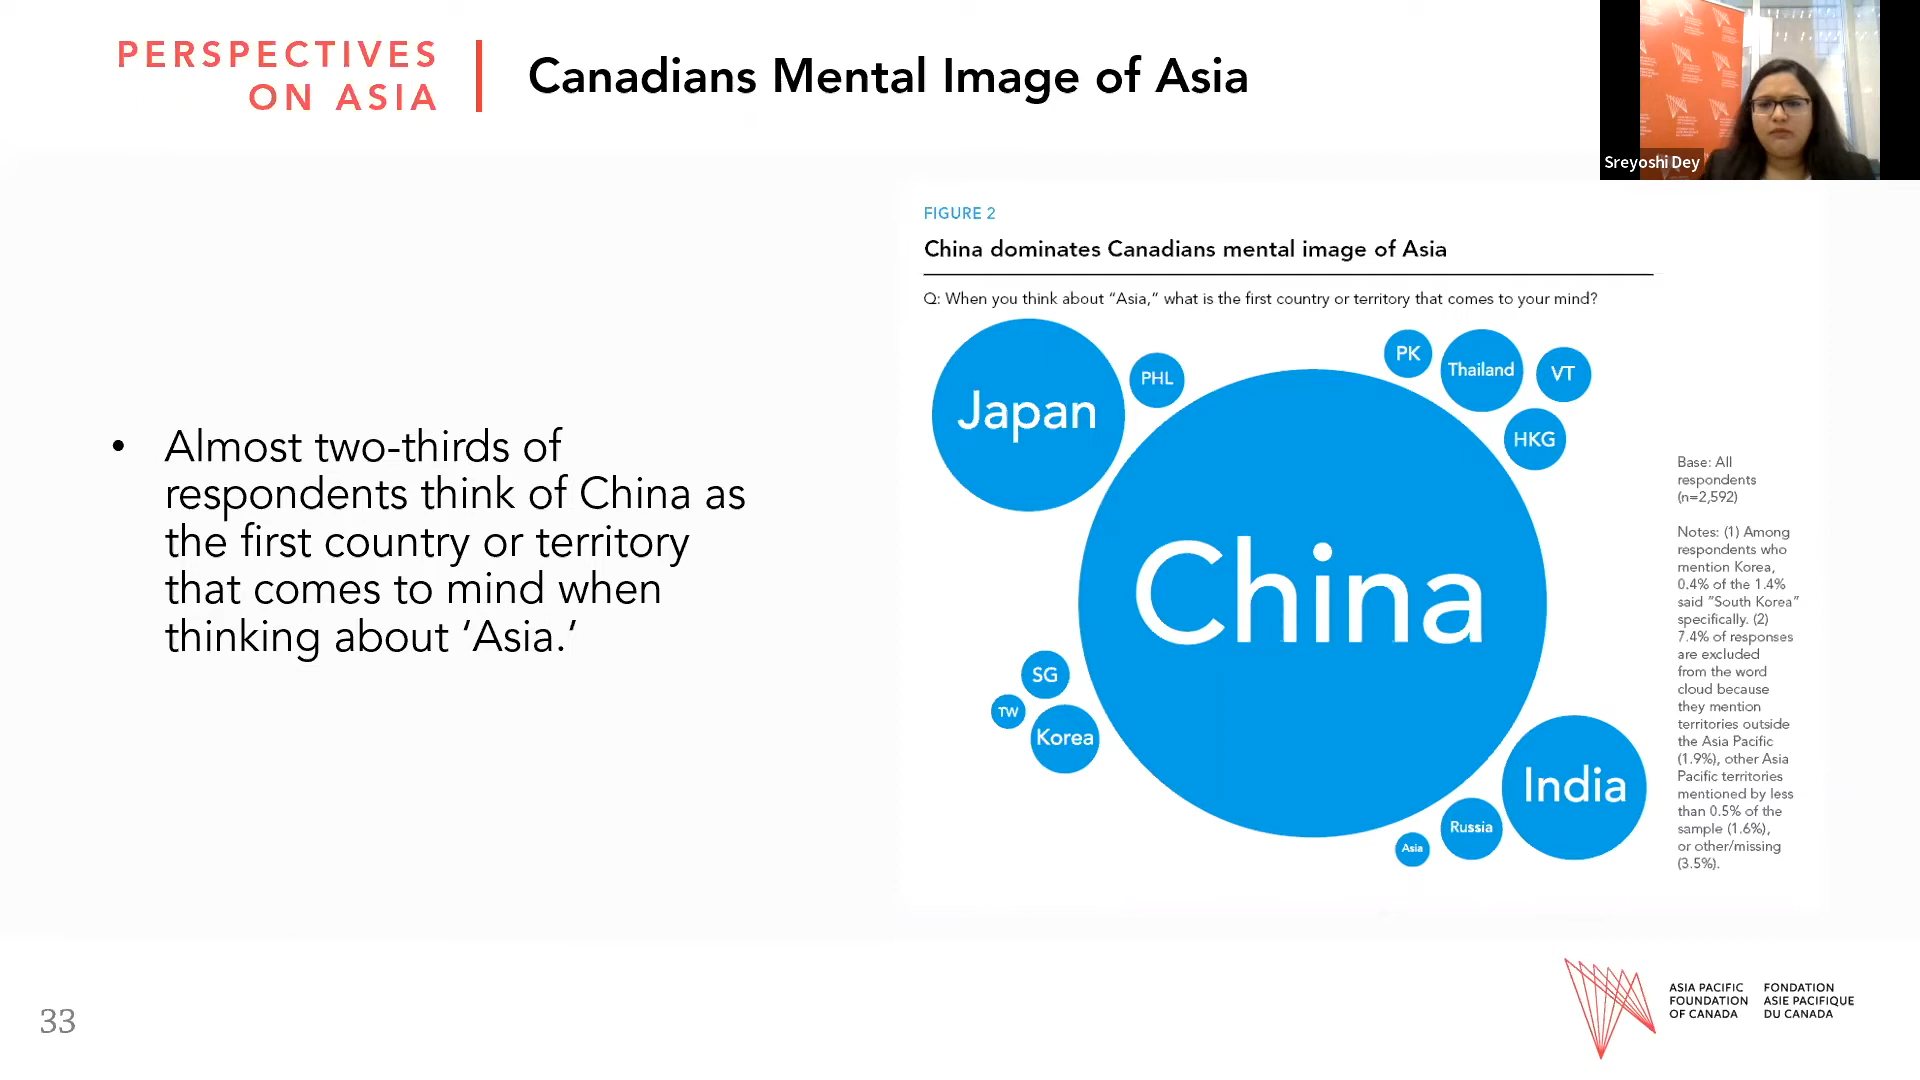 PERSPECTIVES
ON ASIA
Canadians Mental Image of Asia
Sreyoshi Dey
FIGURE 2
China dominates Canadians mental image of Asia
Q: When you think about “Asia,” what is the first country or territory that comes to your mind?
Japan
PHL
PK
Thailand
VT
HKG
China
SG
TW
Korea
India
Russia
Asia
• Almost two-thirds of
respondents think of China as
the first country or territory
that comes to mind when
thinking about ‘Asia.’
Base: All
respondents
(n=2,592)
Notes: (1) Among
respondents who
mention Korea,
0.4% of the 1.4%
said “South Korea”
specifically. (2)
7.4% of responses
are excluded
from the word
cloud because
they mention
territories outside
the Asia Pacific
(1.9%), other Asia
Pacific territories
mentioned by less
than 0.5% of the
sample (1.6%),
or other/missing
(3.5%).
33
ASIA PACIFIC
FOUNDATION
OF CANADA
FONDATION
ASIE PACIFIQUE
DU CANADA